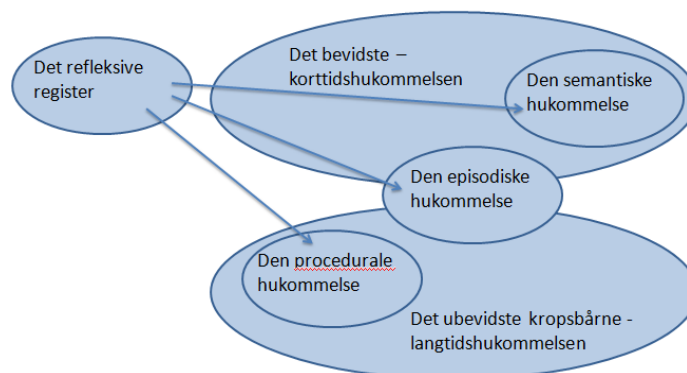 Det refleksive
register
Det bevidste –
korttidshukommelsen
Den semantiske
hukommelse
Den episodiske
hukommelse
Den procedurale
hukommelse
Det ubevidste kropsbårne -
langtidshukommelsen